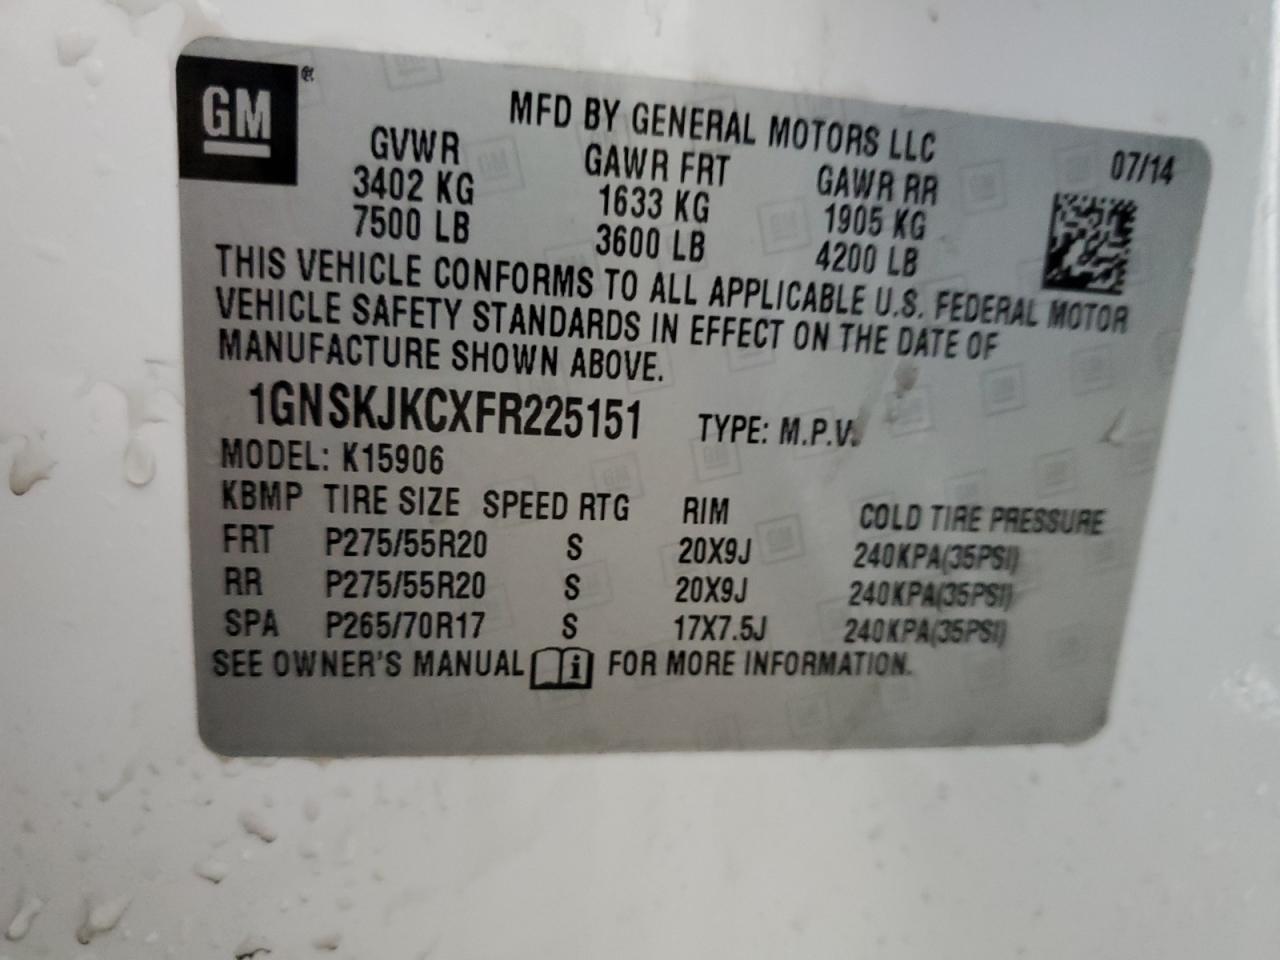 GM
MFD BY GENERAL MOTORS LLC
07/14
GVWR GAWR FRT GAWR RR
3402 KG 1633 KG 1905 KG
7500 LB 3600 LB 4200 LB
THIS VEHICLE CONFORMS TO ALL APPLICABLE U.S. FEDERAL MOTOR
VEHICLE SAFETY STANDARDS IN EFFECT ON THE DATE OF
MANUFACTURE SHOWN ABOVE.
1GNSKJKCXFR225151 TYPE: M.P.V.
MODEL: K15906
KBMP TIRE SIZE SPEED RTG RIM COLD TIRE PRESSURE
FRT P275/55R20 S 20X9J 240KPA(35PSI)
RR P275/55R20 S 20X9J 240KPA(35PSI)
SPA P265/70R17 S 17X7.5J 240KPA(35PSI)
SEE OWNER'S MANUAL i FOR MORE INFORMATION.